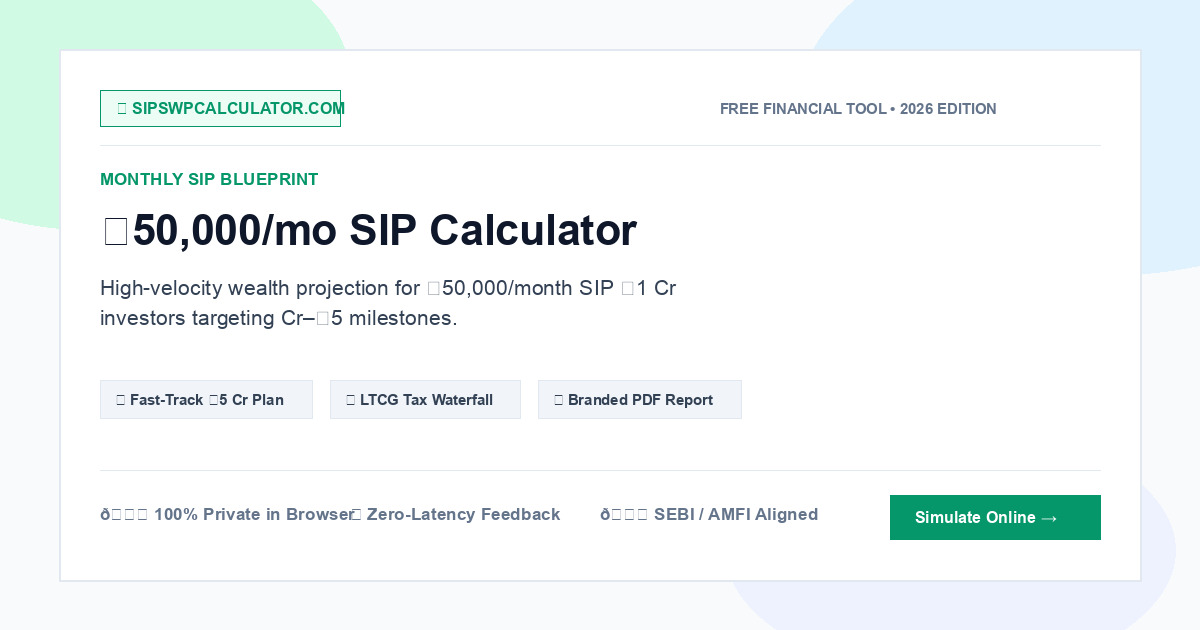 □ SIPSWPCALCULATOR.COM
FREE FINANCIAL TOOL • 2026 EDITION
MONTHLY SIP BLUEPRINT
□50,000/mo SIP Calculator
High-velocity wealth projection for □50,000/month SIP □1 Cr
investors targeting Cr–□5 milestones.
□ Fast-Track □5 Cr Plan
□ LTCG Tax Waterfall
□ Branded PDF Report
ð□□□ 100% Private in Browser
□ Zero-Latency Feedback
ð□□□ SEBI / AMFI Aligned
Simulate Online →